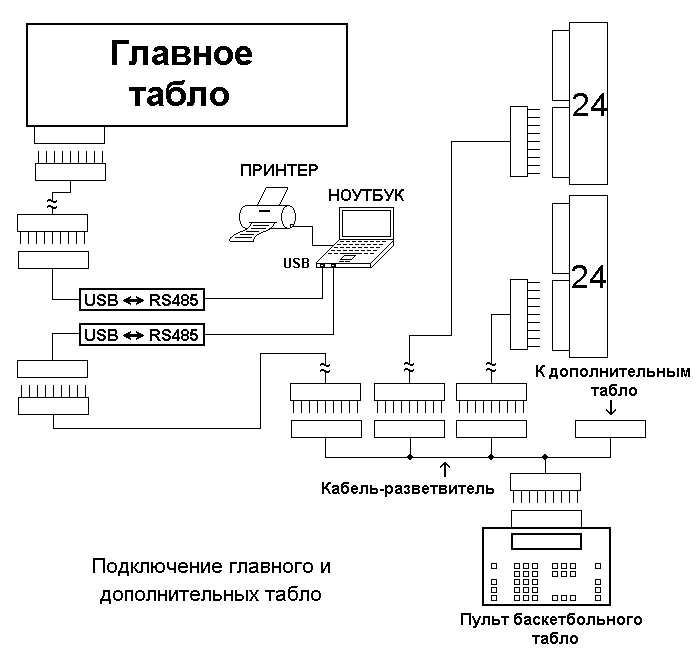 Главное
табло
24
ПРИНТЕР
НОУТБУК
USB
24
USB ↔ RS485
USB ↔ RS485
К дополнительным
табло
Кабель-разветвитель
Подключение главного и
дополнительных табло
Пульт баскетбольного
табло